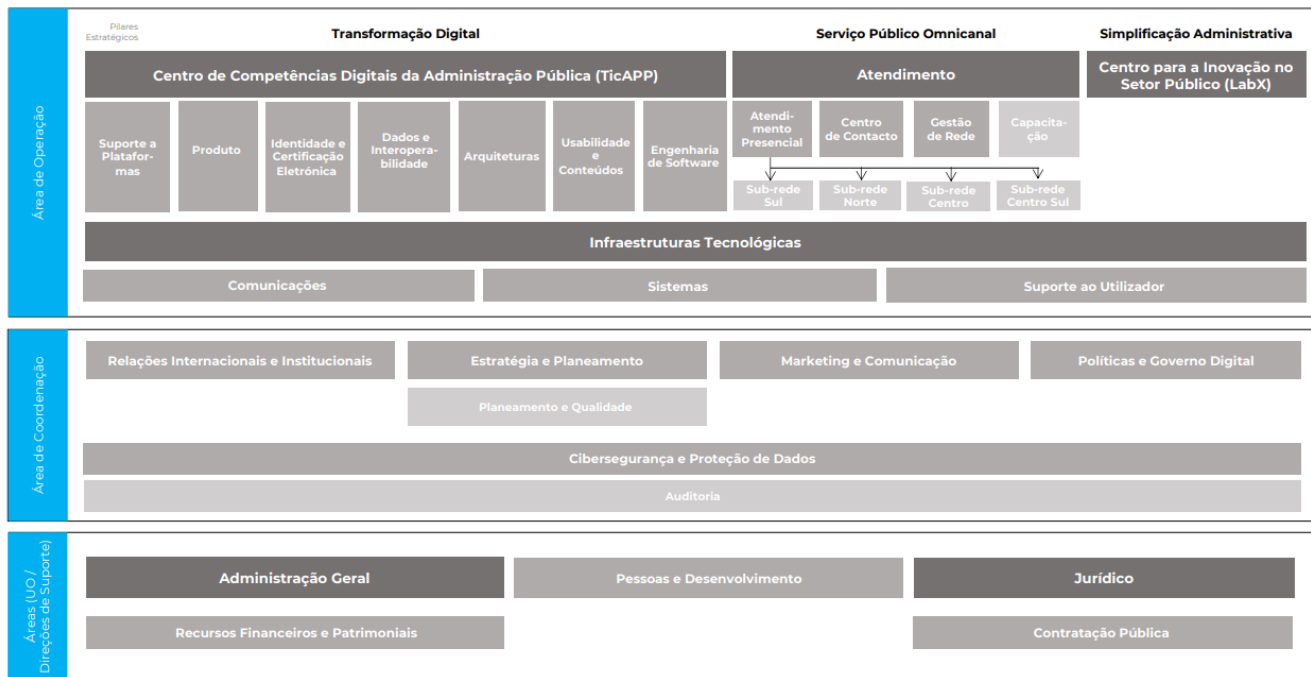 Pilares
Estratégicos
Transformação Digital
Serviço Público Omnicanal
Simplificação Administrativa
Área de Operação
Centro de Competências Digitais da Administração Pública (TicAPP)
Atendimento
Centro para a Inovação no
Setor Público (LabX)
Suporte a
Platafor-
mas
Produto
Identidade e
Certificação
Eletrónica
Dados e
Interopera-
bilidade
Arquiteturas
Usabilidade
e
Conteúdos
Engenharia
de Software
Atendi-
mento
Presencial
Centro
de Contacto
Gestão
de Rede
Capacita-
ção
Sub-rede
Sul
Sub-rede
Norte
Sub-rede
Centro
Sub-rede
Centro Sul
Infraestruturas Tecnológicas
Comunicações
Sistemas
Suporte ao Utilizador
Área de Coordenação
Relações Internacionais e Institucionais
Estratégia e Planeamento
Marketing e Comunicação
Políticas e Governo Digital
Planeamento e Qualidade
Cibersegurança e Proteção de Dados
Auditoria
Áreas (UO /
Direções de Suporte)
Administração Geral
Pessoas e Desenvolvimento
Jurídico
Recursos Financeiros e Patrimoniais
Contratação Pública